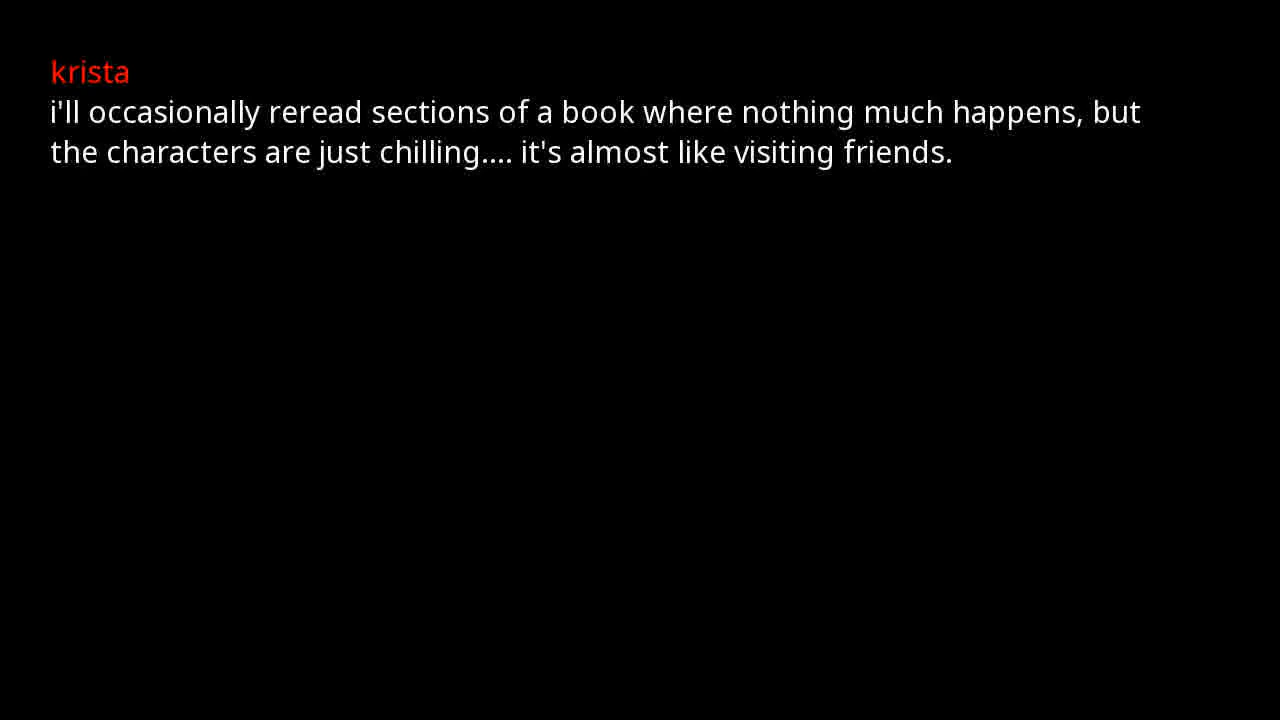 krista
i'll occasionally reread sections of a book where nothing much happens, but
the characters are just chilling.... it's almost like visiting friends.